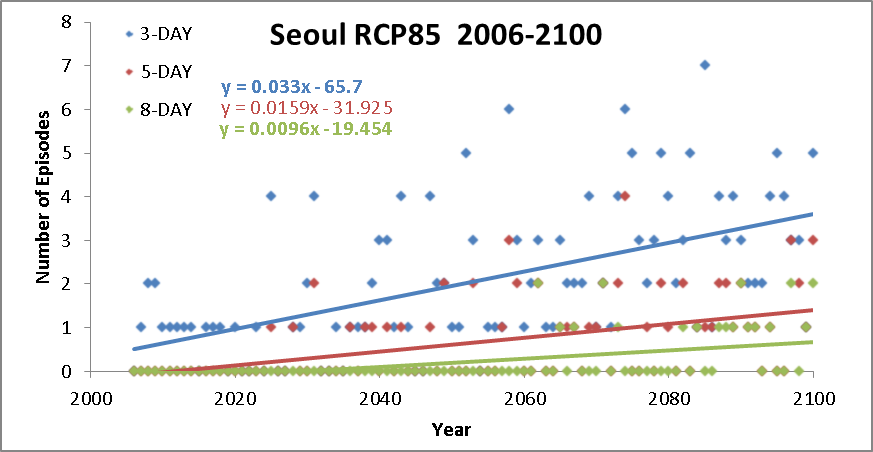 Seoul RCP85 2006-2100
3-DAY
5-DAY
8-DAY
y = 0.033x - 65.7
y = 0.0159x - 31.925
y = 0.0096x - 19.454
Number of Episodes
8
7
6
5
4
3
2
1
0
2000
2020
2040
2060
2080
2100
Year